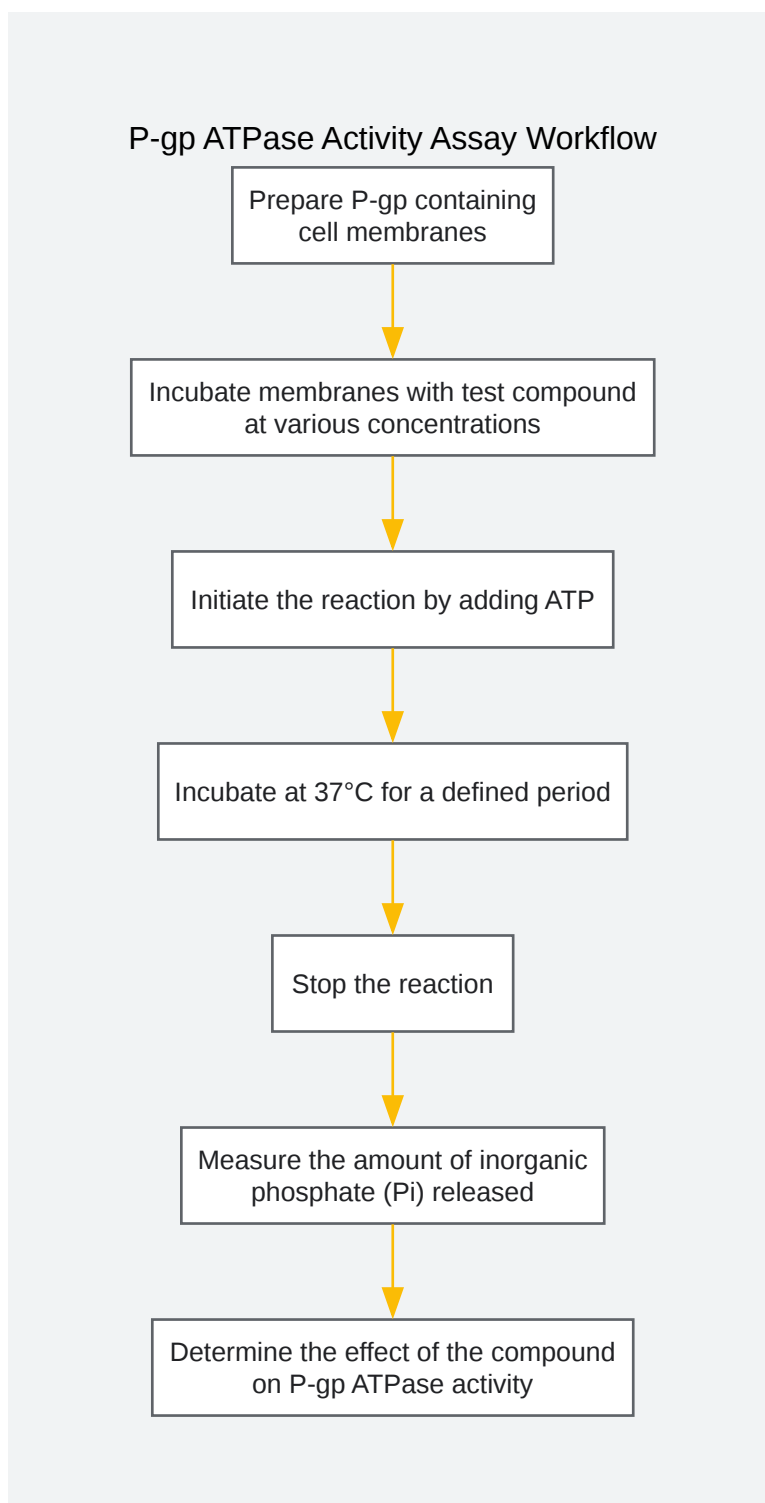 P-gp ATPase Activity Assay Workflow
Prepare P-gp containing
cell membranes
Incubate membranes with test compound
at various concentrations
Initiate the reaction by adding ATP
Incubate at 37°C for a defined period
Stop the reaction
Measure the amount of inorganic
phosphate (Pi) released
Determine the effect of the compound
on P-gp ATPase activity